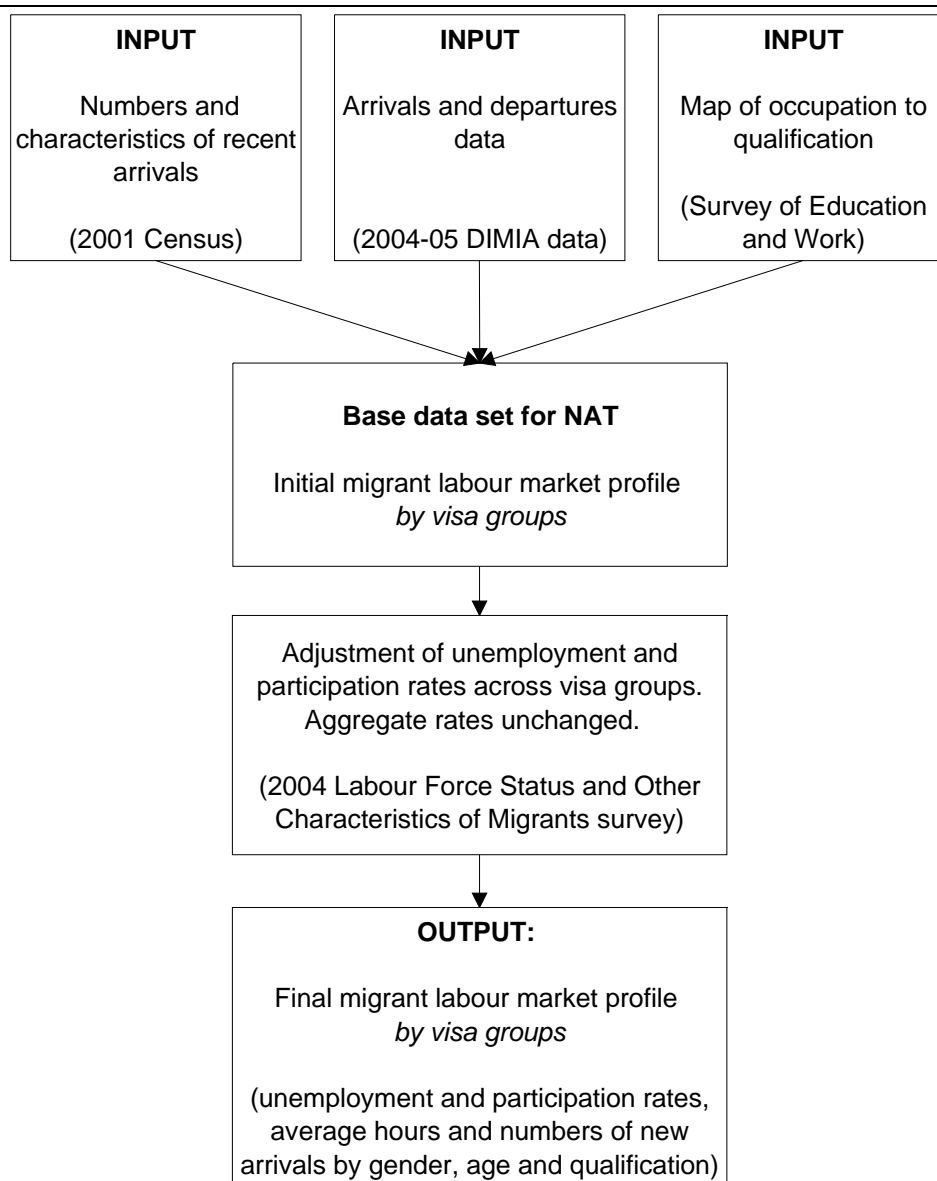 INPUT
Numbers and
characteristics of recent
arrivals
(2001 Census)
INPUT
Arrivals and departures
data
(2004-05 DIMIA data)
INPUT
Map of occupation to
qualification
(Survey of Education
and Work)
Base data set for NAT
Initial migrant labour market profile
by visa groups
Adjustment of unemployment and
participation rates across visa groups.
Aggregate rates unchanged.
(2004 Labour Force Status and Other
Characteristics of Migrants survey)
OUTPUT:
Final migrant labour market profile
by visa groups
(unemployment and participation rates,
average hours and numbers of new
arrivals by gender, age and qualification)